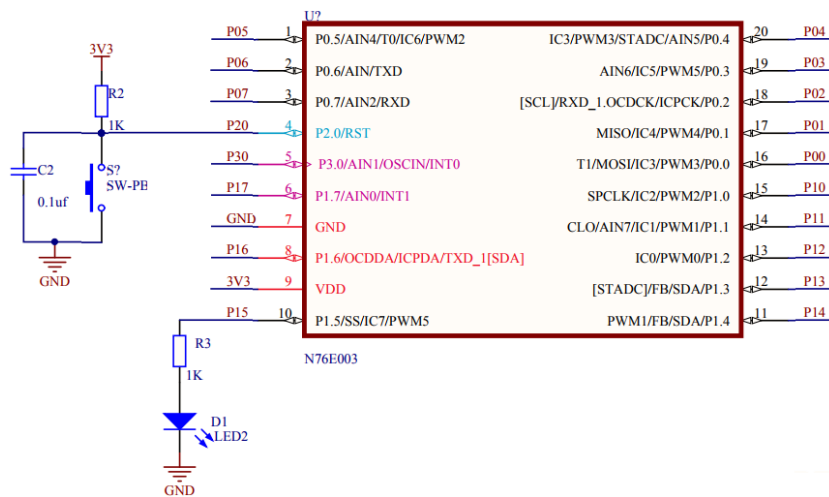 U?
P05 1 P0.5/AIN4/T0/IC6/PWM2 IC3/PWM3/STADC/AIN5/P0.4 20 P04
3V3
P06 2 P0.6/AIN/TXD AIN6/IC5/PWM5/P0.3 19 P03
R2
P07 3 P0.7/AIN2/RXD [SCL]/RXD_1.OCDCK/ICPCK/P0.2 18 P02
1K
P20 4 P2.0/RST MISO/IC4/PWM4/P0.1 17 P01
C2
S?
P30 5 P3.0/AIN1/OSCIN/INT0 T1/MOSI/IC3/PWM3/P0.0 16 P00
SW-PB
0.1uf
P17 6 P1.7/AIN0/INT1 SPCLK/IC2/PWM2/P1.0 15 P10
GND 7 GND CLO/AIN7/IC1/PWM1/P1.1 14 P11
GND
P16 8 P1.6/OCDDA/ICPDA/TXD_1[SDA] IC0/PWM0/P1.2 13 P12
3V3 9 VDD [STADC]/FB/SDA/P1.3 12 P13
P15 10 P1.5/SS/IC7/PWM5 PWM1/FB/SDA/P1.4 11 P14
R3
N76E003
1K
D1
LED2
GND